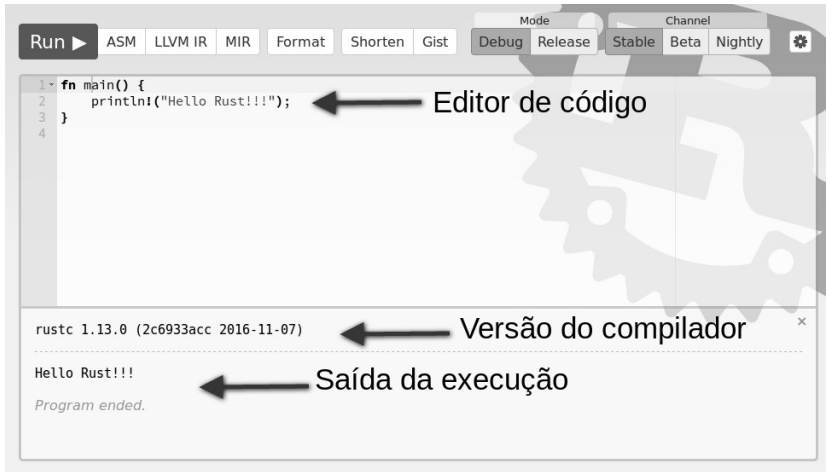 Mode Channel
Run ▶ ASM LLVM IR MIR Format Shorten Gist Debug Release Stable Beta Nightly
1 fn main() {
2 println!("Hello Rust!!!"); Editor de código
3 }
4
rustc 1.13.0 (2c6933acc 2016-11-07) Versão do compilador ×
Hello Rust!!! Saída da execução
Program ended.